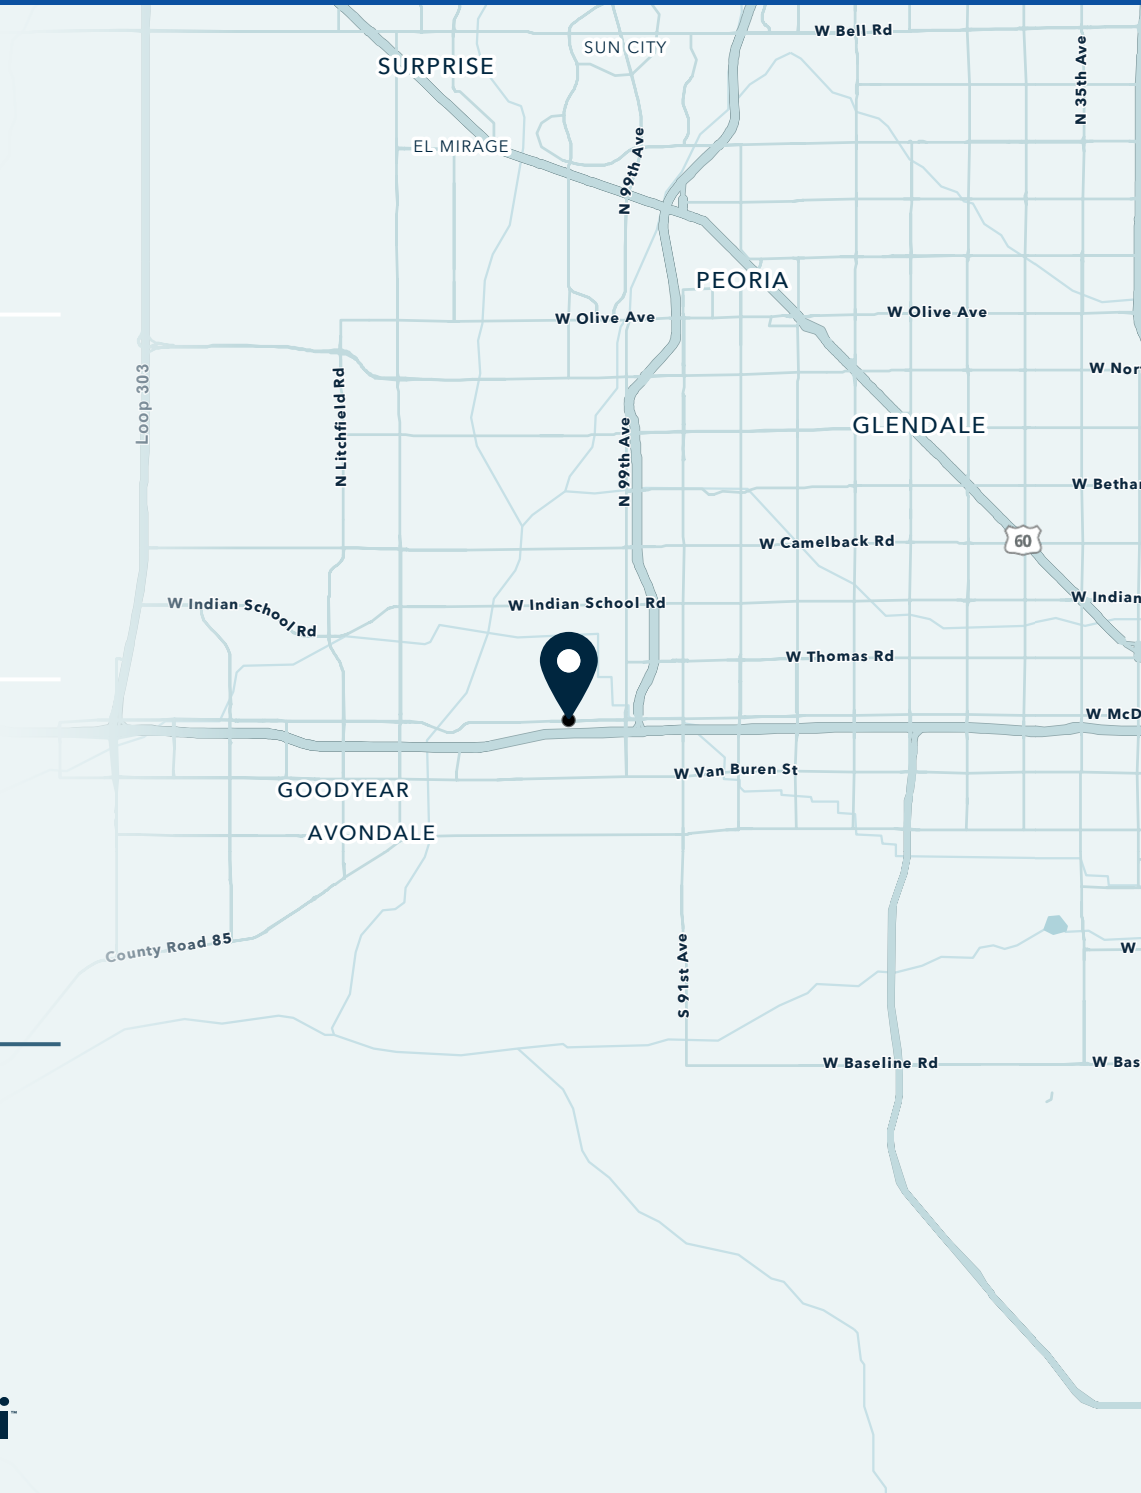 W Bell Rd
SUN CITY
SURPRISE
N 35th Ave
EL MIRAGE
N 99th Ave
PEORIA
W Olive Ave
W Olive Ave
W Nor
Loop 303
N Litchfield Rd
GLENDALE
N 99th Ave
W Bethan
W Camelback Rd
60
W Indian School Rd
W Indian School Rd
W Indian
W Thomas Rd
W McD
W Van Buren St
GOODYEAR
AVONDALE
County Road 85
S 91st Ave
W
W Baseline Rd
W Bas
i™